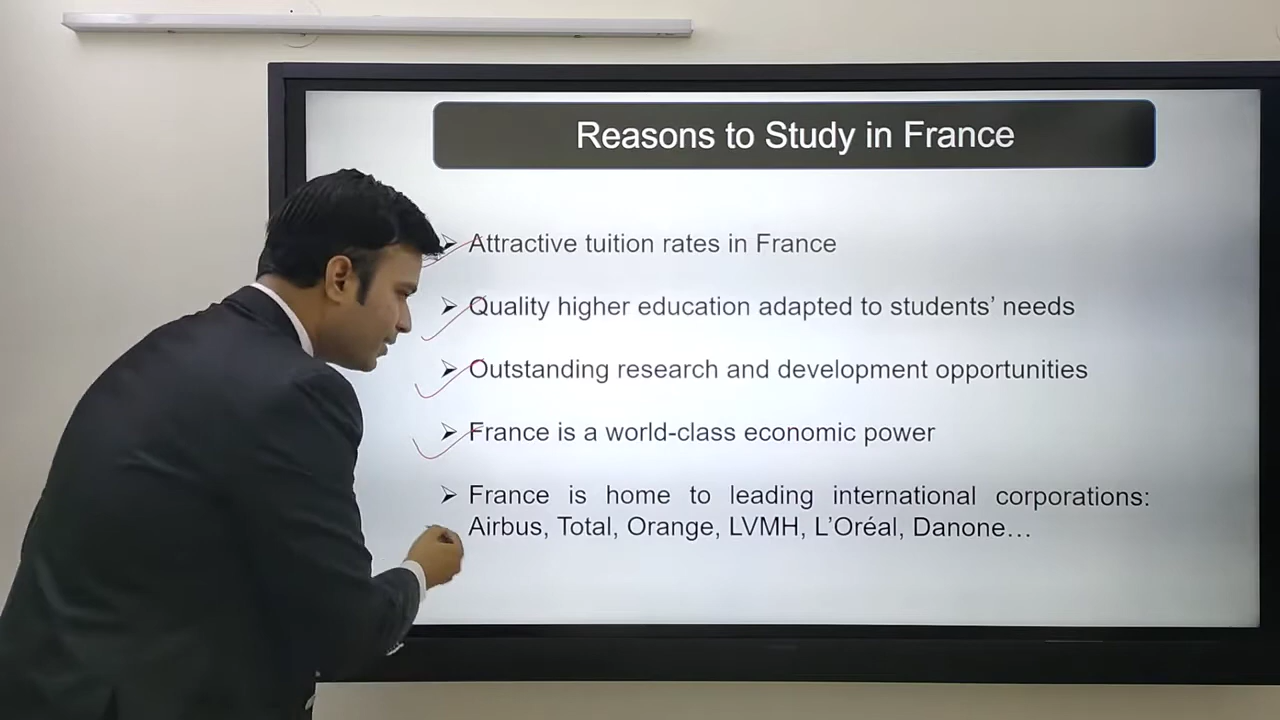 Reasons to Study in France
➢ Attractive tuition rates in France
➢ Quality higher education adapted to students’ needs
➢ Outstanding research and development opportunities
➢ France is a world-class economic power
➢ France is home to leading international corporations:
Airbus, Total, Orange, LVMH, L’Oréal, Danone…